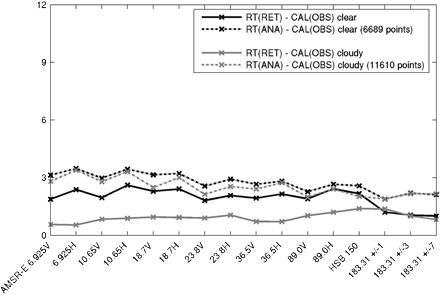 12
RT(RET) - CAL(OBS) clear
RT(ANA) - CAL(OBS) clear (6689 points)
RT(RET) - CAL(OBS) cloudy
RT(ANA) - CAL(OBS) cloudy (11610 points)
6
3
0
AMSR-E 6.925V
6.925H
10.65V
10.65H
18.7V
18.7H
23.8V
23.8H
36.5V
36.5H
89.0V
89.0H
HSB 150
183.31 +/-1
183.31 +/-3
183.31 +/-7